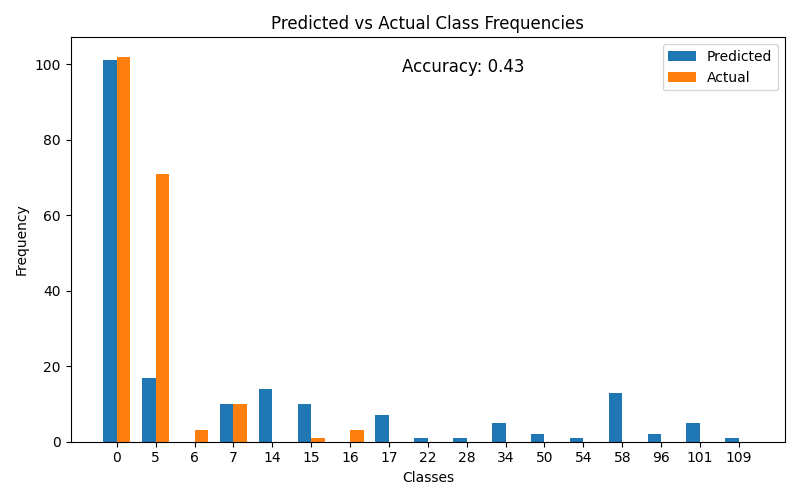 Predicted vs Actual Class Frequencies
Accuracy: 0.43
Predicted
Actual
Frequency
100
80
60
40
20
0
0 5 6 7 14 15 16 17 22 28 34 50 54 58 96 101 109
Classes